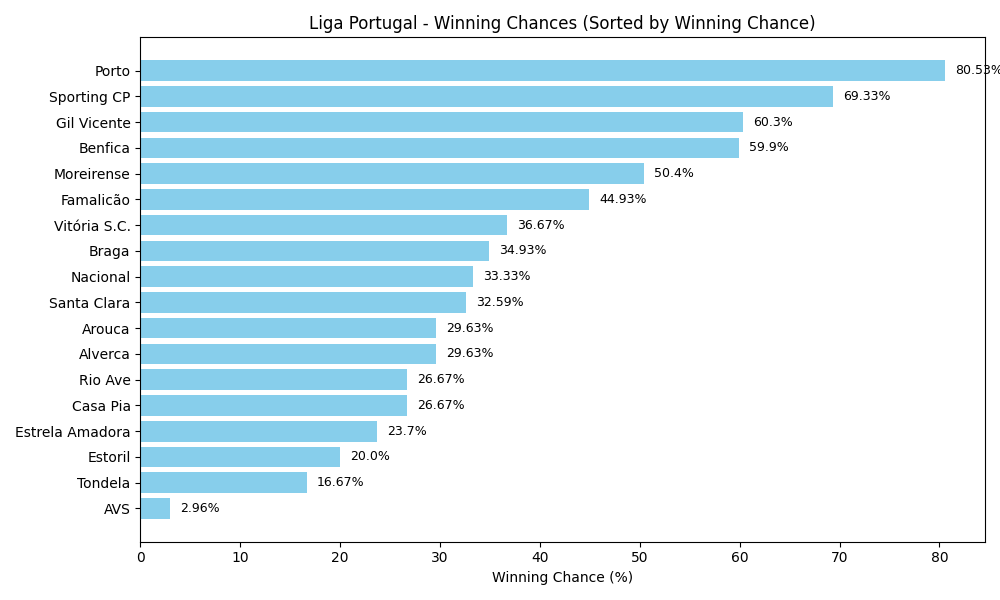 Liga Portugal - Winning Chances (Sorted by Winning Chance)
Porto 80.53%
Sporting CP 69.33%
Gil Vicente 60.3%
Benfica 59.9%
Moreirense 50.4%
Famalicão 44.93%
Vitória S.C. 36.67%
Braga 34.93%
Nacional 33.33%
Santa Clara 32.59%
Arouca 29.63%
Alverca 29.63%
Rio Ave 26.67%
Casa Pia 26.67%
Estrela Amadora 23.7%
Estoril 20.0%
Tondela 16.67%
AVS 2.96%
0 10 20 30 40 50 60 70 80
Winning Chance (%)